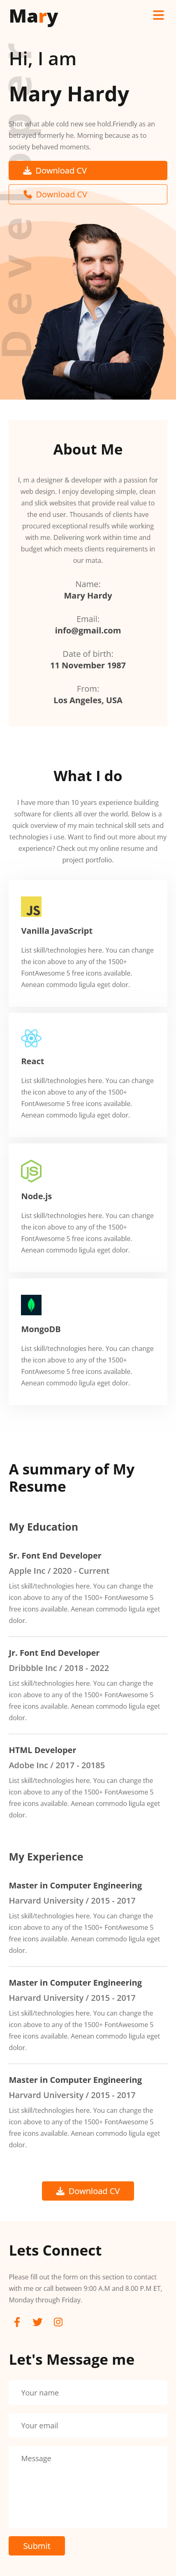 Mary
Developer
Hi, I am
Mary Hardy
Shot what able cold new see hold.Friendly as an
betrayed formerly he. Morning because as to
society behaved moments.
Download CV
Download CV
About Me
I, m a designer & developer with a passion for
web design. I enjoy developing simple, clean
and slick websites that provide real value to
the end user. Thousands of clients have
procured exceptional results while working
with me. Delivering work within time and
budget which meets clients requirements in
our mata.
Name:
Mary Hardy
Email:
info@gmail.com
Date of birth:
11 November 1987
From:
Los Angeles, USA
What I do
I have more than 10 years experience building
software for clients all over the world. Below is a
quick overview of my main technical skill sets and
technologies i use. Want to find out more about my
experience? Check out my online resume and
project portfolio.
JS
Vanilla JavaScript
List skill/technologies here. You can change
the icon above to any of the 1500+
FontAwesome 5 free icons available.
Aenean commodo ligula eget dolor.
React
List skill/technologies here. You can change
the icon above to any of the 1500+
FontAwesome 5 free icons available.
Aenean commodo ligula eget dolor.
JS
Node.js
List skill/technologies here. You can change
the icon above to any of the 1500+
FontAwesome 5 free icons available.
Aenean commodo ligula eget dolor.
MongoDB
List skill/technologies here. You can change
the icon above to any of the 1500+
FontAwesome 5 free icons available.
Aenean commodo ligula eget dolor.
A summary of My
Resume
My Education
Sr. Font End Developer
Apple Inc / 2020 - Current
List skill/technologies here. You can change the
icon above to any of the 1500+ FontAwesome 5
free icons available. Aenean commodo ligula eget
dolor.
Jr. Font End Developer
Dribbble Inc / 2018 - 2022
List skill/technologies here. You can change the
icon above to any of the 1500+ FontAwesome 5
free icons available. Aenean commodo ligula eget
dolor.
HTML Developer
Adobe Inc / 2017 - 20185
List skill/technologies here. You can change the
icon above to any of the 1500+ FontAwesome 5
free icons available. Aenean commodo ligula eget
dolor.
My Experience
Master in Computer Engineering
Harvard University / 2015 - 2017
List skill/technologies here. You can change the
icon above to any of the 1500+ FontAwesome 5
free icons available. Aenean commodo ligula eget
dolor.
Master in Computer Engineering
Harvard University / 2015 - 2017
List skill/technologies here. You can change the
icon above to any of the 1500+ FontAwesome 5
free icons available. Aenean commodo ligula eget
dolor.
Master in Computer Engineering
Harvard University / 2015 - 2017
List skill/technologies here. You can change the
icon above to any of the 1500+ FontAwesome 5
free icons available. Aenean commodo ligula eget
dolor.
Download CV
Lets Connect
Please fill out the form on this section to contact
with me or call between 9:00 A.M and 8.00 P.M ET,
Monday through Friday.
Let's Message me
Your name
Your email
Message
Submit